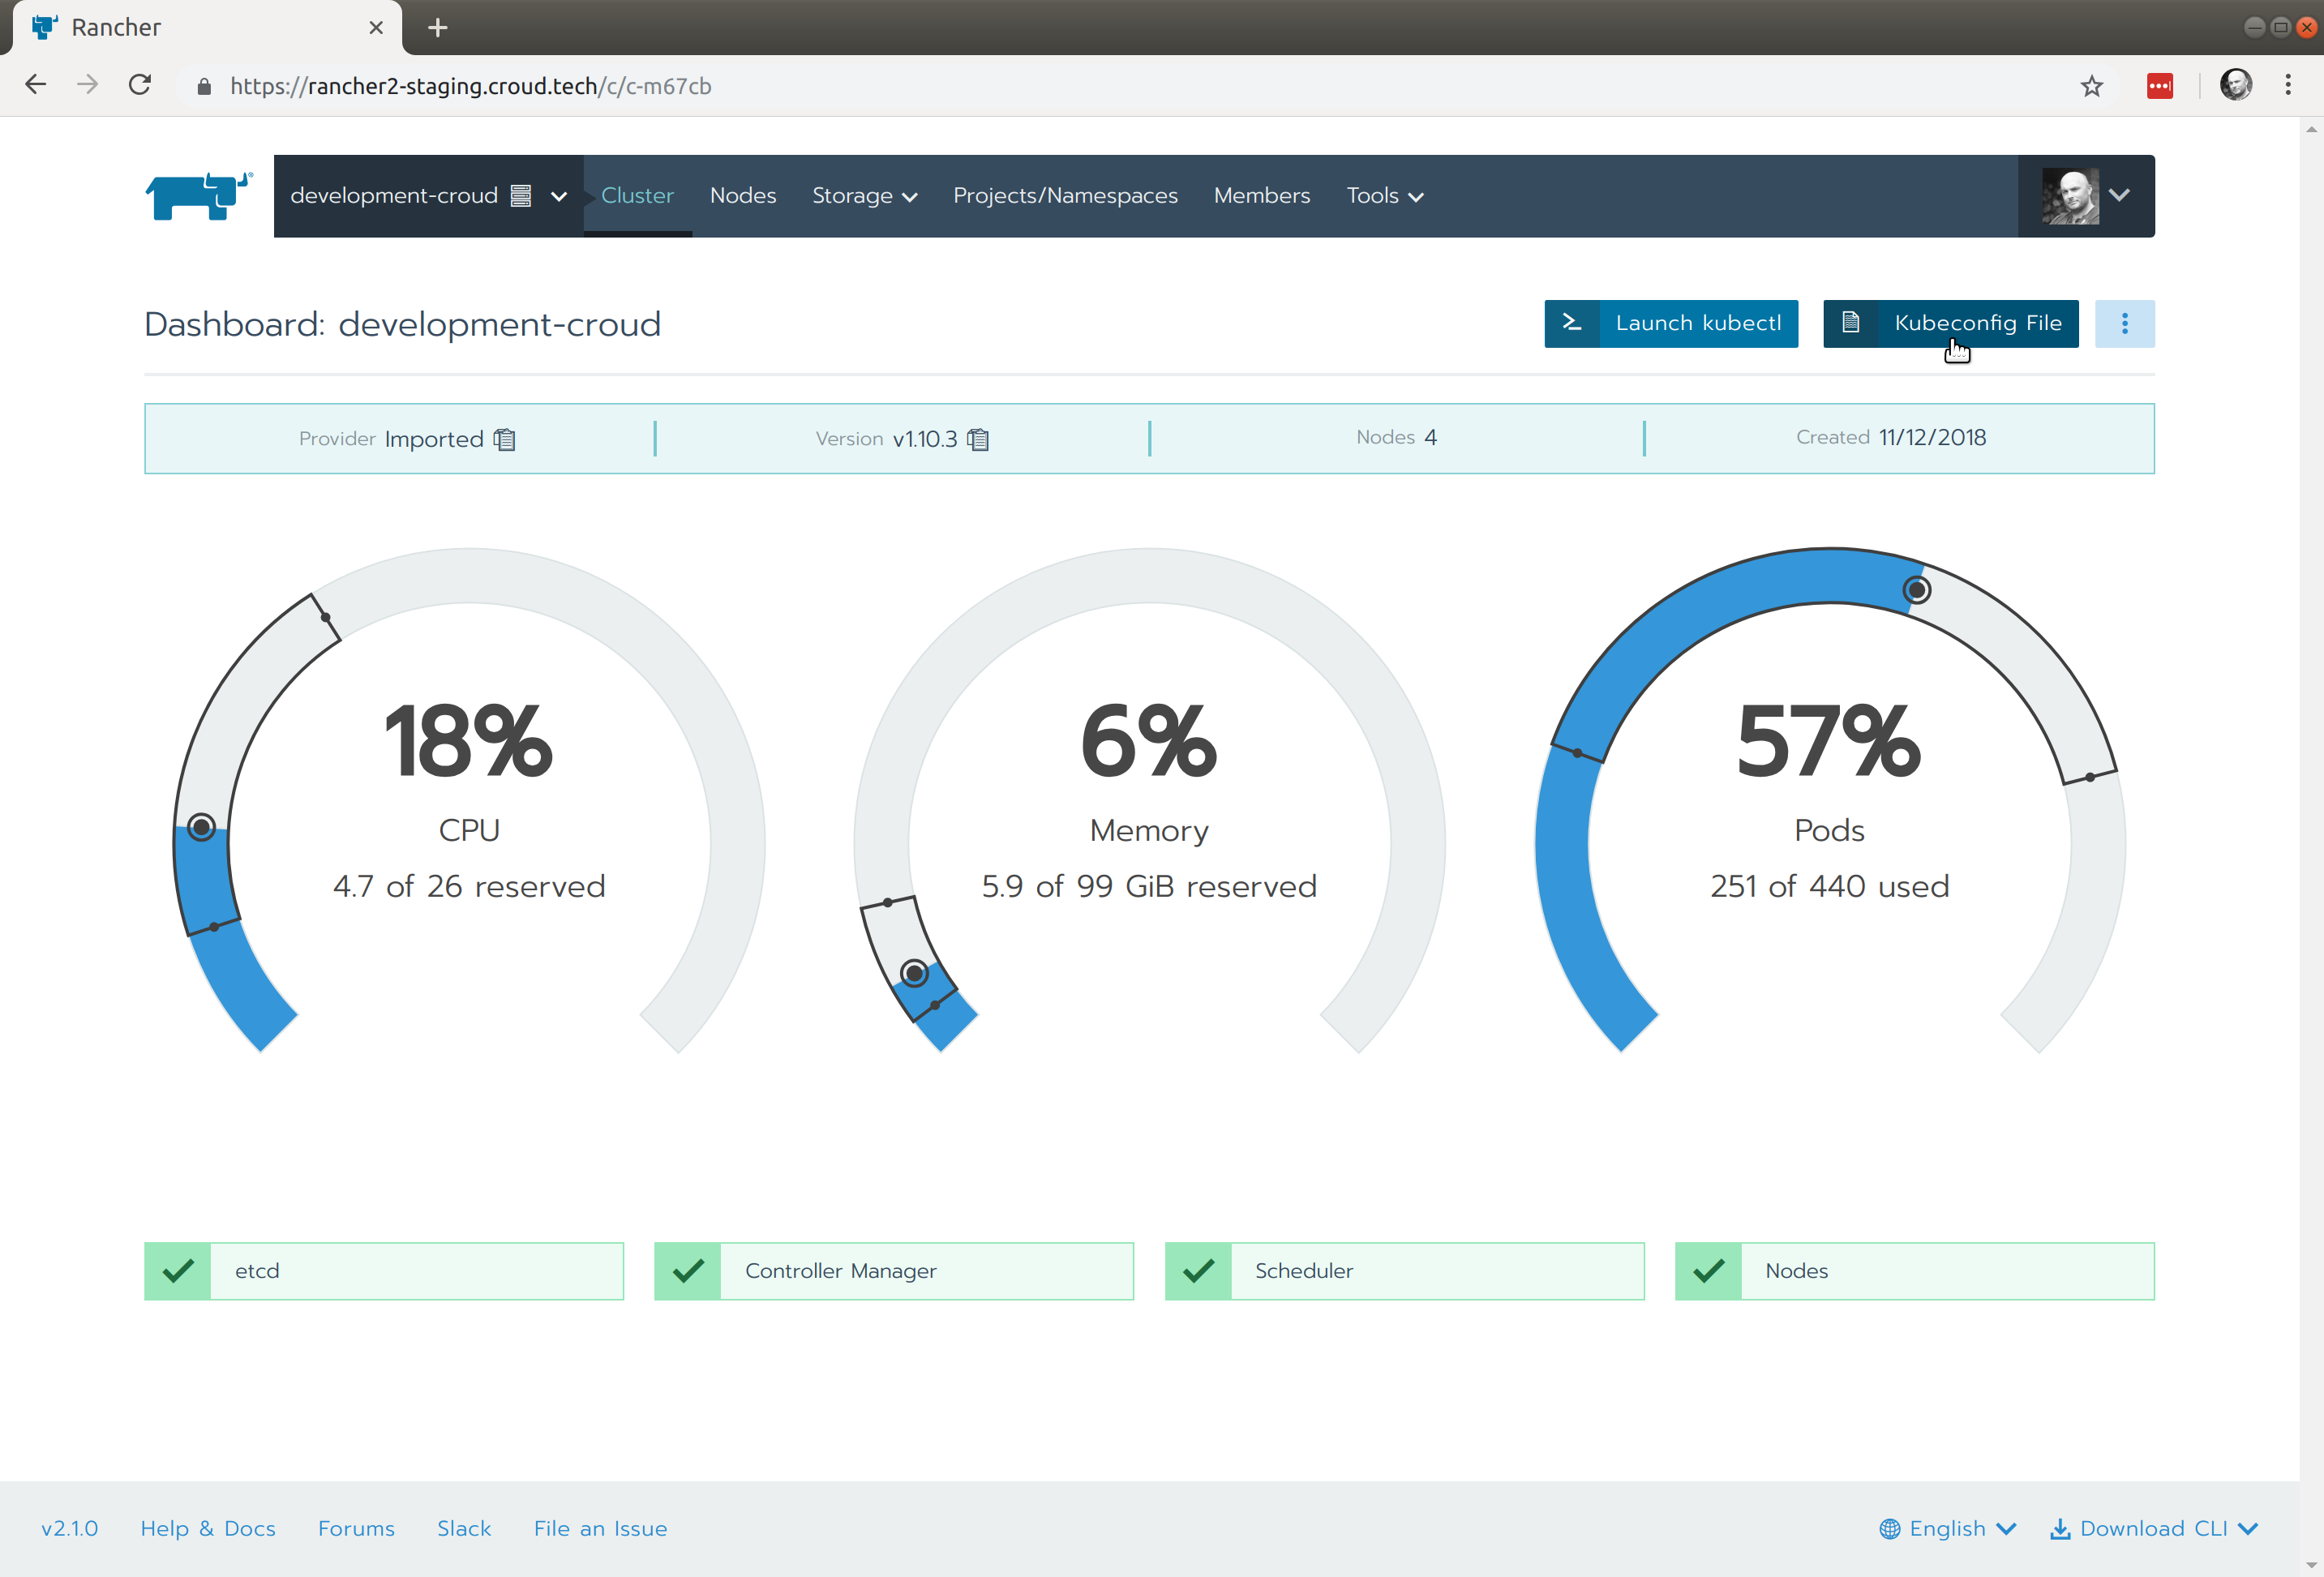 Rancher
https://rancher2-staging.croud.tech/c/c-m67cb
development-croud Cluster Nodes Storage Projects/Namespaces Members Tools
Dashboard: development-croud
Launch kubectl
Kubeconfig File
Provider Imported
Version v1.10.3
Nodes 4
Created 11/12/2018
18%
CPU
4.7 of 26 reserved
6%
Memory
5.9 of 99 GiB reserved
57%
Pods
251 of 440 used
etcd
Controller Manager
Scheduler
Nodes
v2.1.0 Help & Docs Forums Slack File an Issue English Download CLI